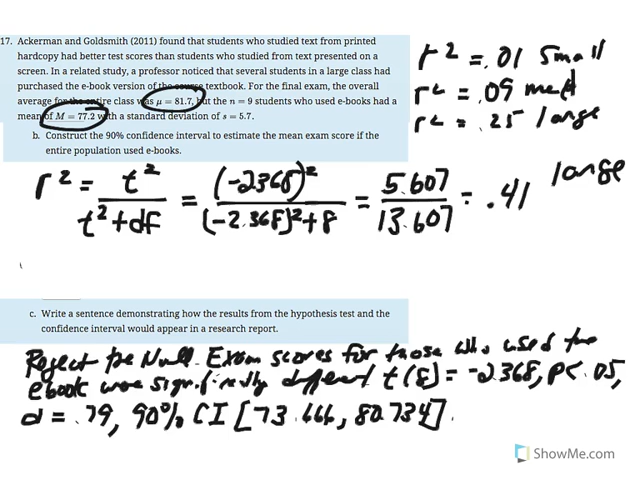 17. Ackerman and Goldsmith (2011) found that students who studied text from printed
hardcopy had better test scores than students who studied from text presented on a
screen. In a related study, a professor noticed that several students in a large class had
purchased the e-book version of the course textbook. For the final exam, the overall
average for the entire class was μ = 81.7, but the n = 9 students who used e-books had a
mean of M = 77.2 with a standard deviation of s = 5.7.
b. Construct the 90% confidence interval to estimate the mean exam score if the
entire population used e-books.
r² = .01 Small
r² = .09 med
r² = .25 large
r² = t² / t² + df = (-2.368)² / (-2.368)² + 8 = 5.607 / 13.607 = .41 large
c. Write a sentence demonstrating how the results from the hypothesis test and the
confidence interval would appear in a research report.
Reject the Null. Exam scores for those who used the
ebook were significantly different t(8) = -2.368, p < .05,
d = .79, 90% CI [73.666, 80.734].
ShowMe.com